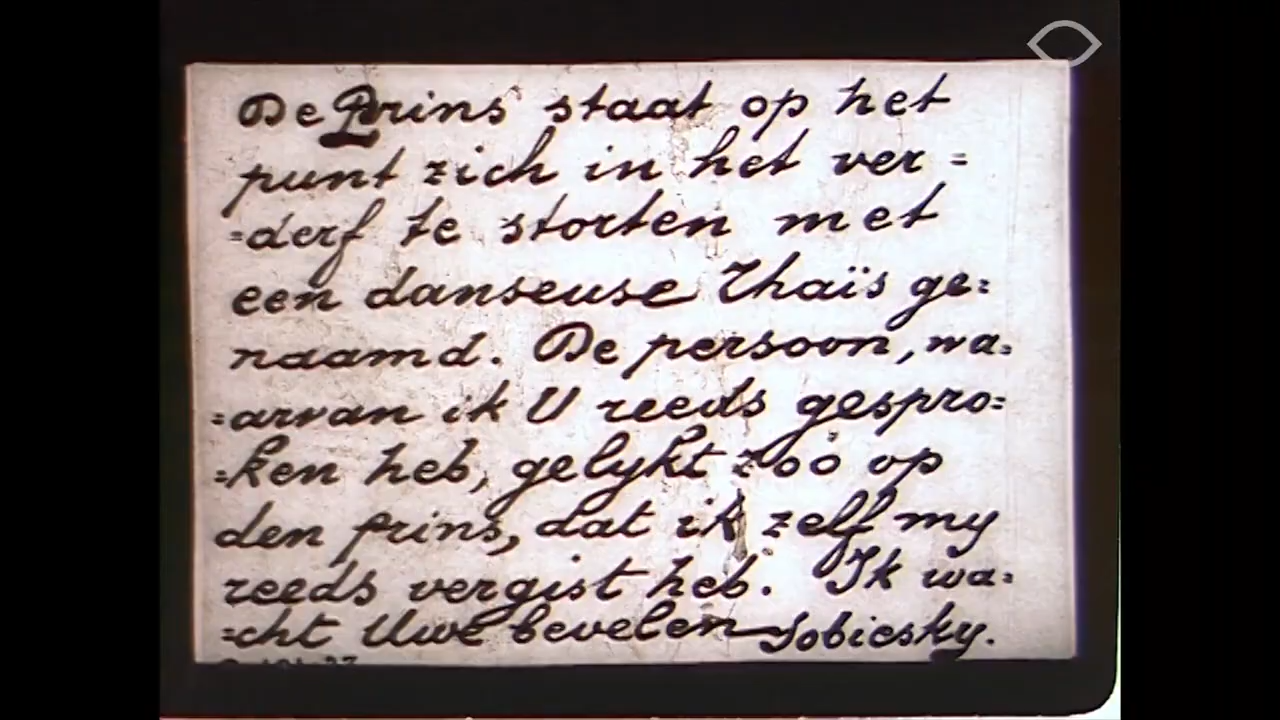 De Prins staat op het
punt zich in het ver =
=derf te storten met
een danseuse Thaïs ge=
naamd. De persoon, wa=
=arvan ik U reeds gespro=
=ken heb, gelykt zoo op
den prins, dat ik zelf my
reeds vergist heb. Ik wa=
=cht Uwe bevelen Sobiesky.